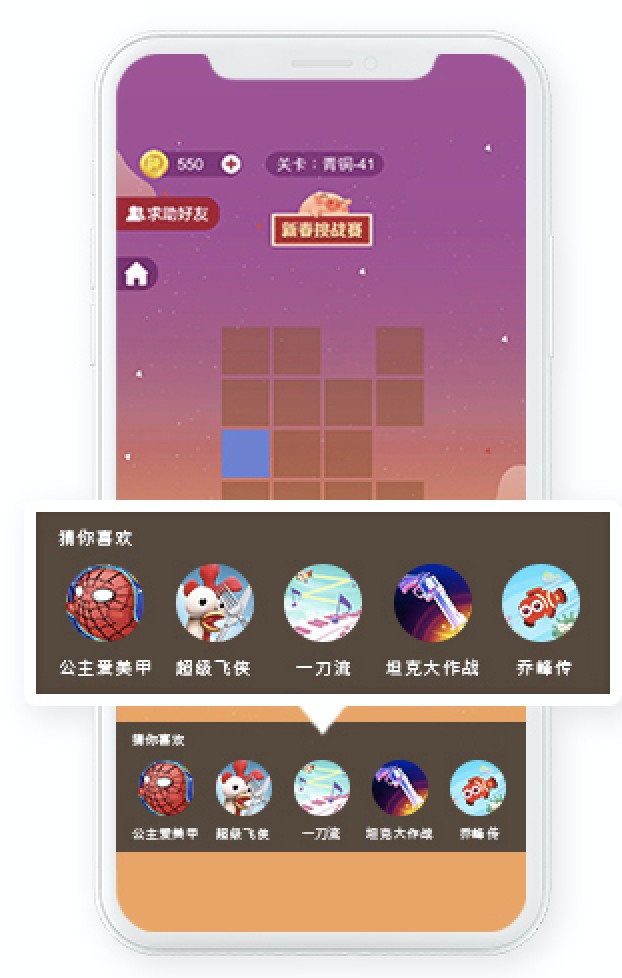 550
关卡：青铜-41
求助好友
新春挑战赛
猜你喜欢
公主爱美甲 超级飞侠 一刀流 坦克大作战 乔峰传
猜你喜欢
公主爱美甲 超级飞侠 一刀流 坦克大作战 乔峰传